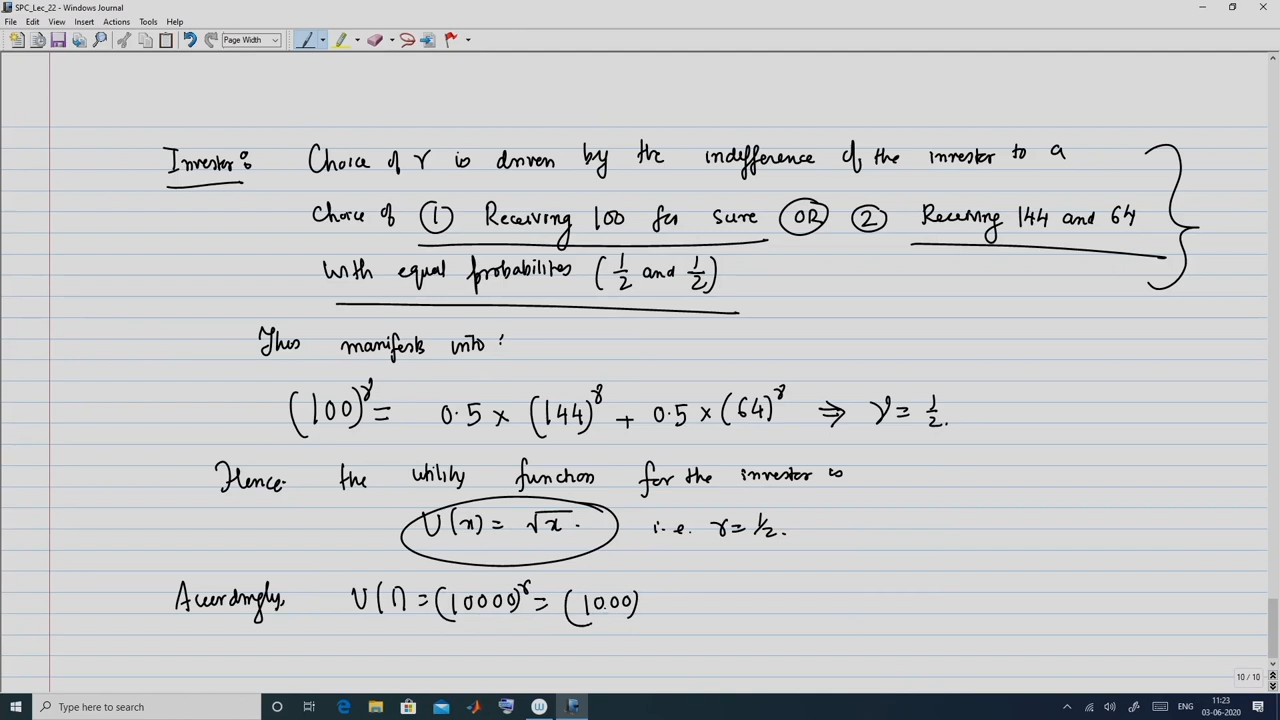 SPC_Lec_22 - Windows Journal
File Edit View Insert Actions Tools Help
Page Width
Investor: Choice of γ is driven by the indifference of the investor to a
choice of ① Receiving 100 for sure OR ② Receiving 144 and 64
with equal probabilites (1/2 and 1/2)
This manifests into :
(100)^γ = 0.5 × (144)^γ + 0.5 × (64)^γ ⇒ γ = 1/2.
Hence the utility function for the investor is
U(x) = √x. i.e. γ = 1/2.
Accordingly, U(1) = (10000)^γ = (10.00)
10 / 10
Type here to search
ENG
11:23
03-06-2020